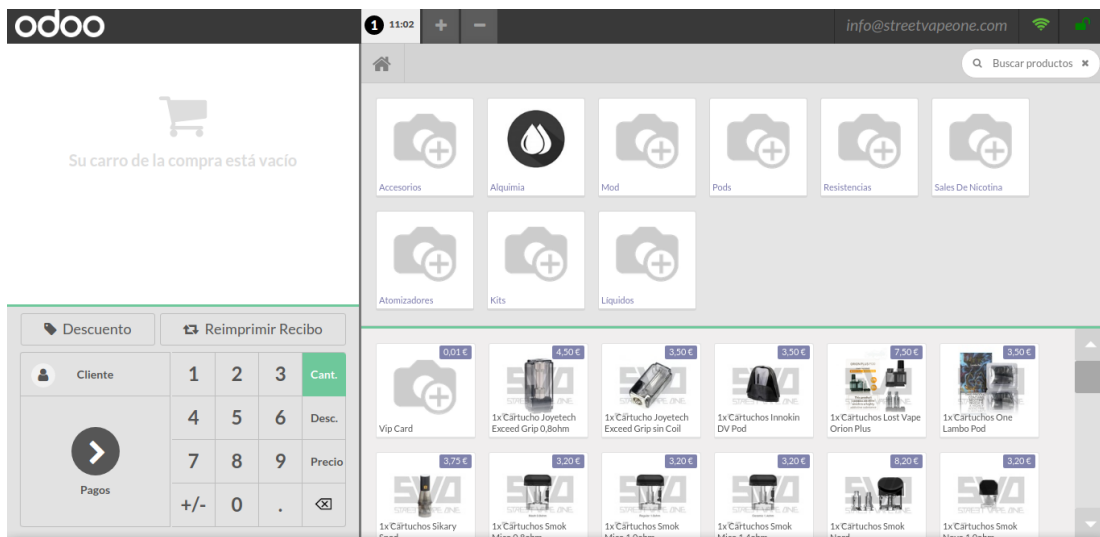 odoo
1 11:02 + −
info@streetvapeone.com
Buscar productos ×
Su carro de la compra está vacío
Accesorios
Alquimia
Mod
Pods
Resistencias
Sales De Nicotina
Atomizadores
Kits
Líquidos
Descuento
Reimprimir Recibo
Cliente
Pagos
1 2 3 Cant.
4 5 6 Desc.
7 8 9 Precio
+/- 0 .
0,01 €
Vip Card
4,50 €
1x Cartucho Joyetech
Exceed Grip 0,8ohm
3,50 €
1x Cartucho Joyetech
Exceed Grip sin Coil
3,50 €
1x Cartuchos Innokin
DV Pod
7,50 €
1x Cartuchos Lost Vape
Orion Plus
3,50 €
1x Cartuchos One
Lambo Pod
3,75 €
1x Cartuchos Sikary
3,20 €
1x Cartuchos Smok
3,20 €
1x Cartuchos Smok
3,20 €
1x Cartuchos Smok
8,20 €
1x Cartuchos Smok
3,20 €
1x Cartuchos Smok